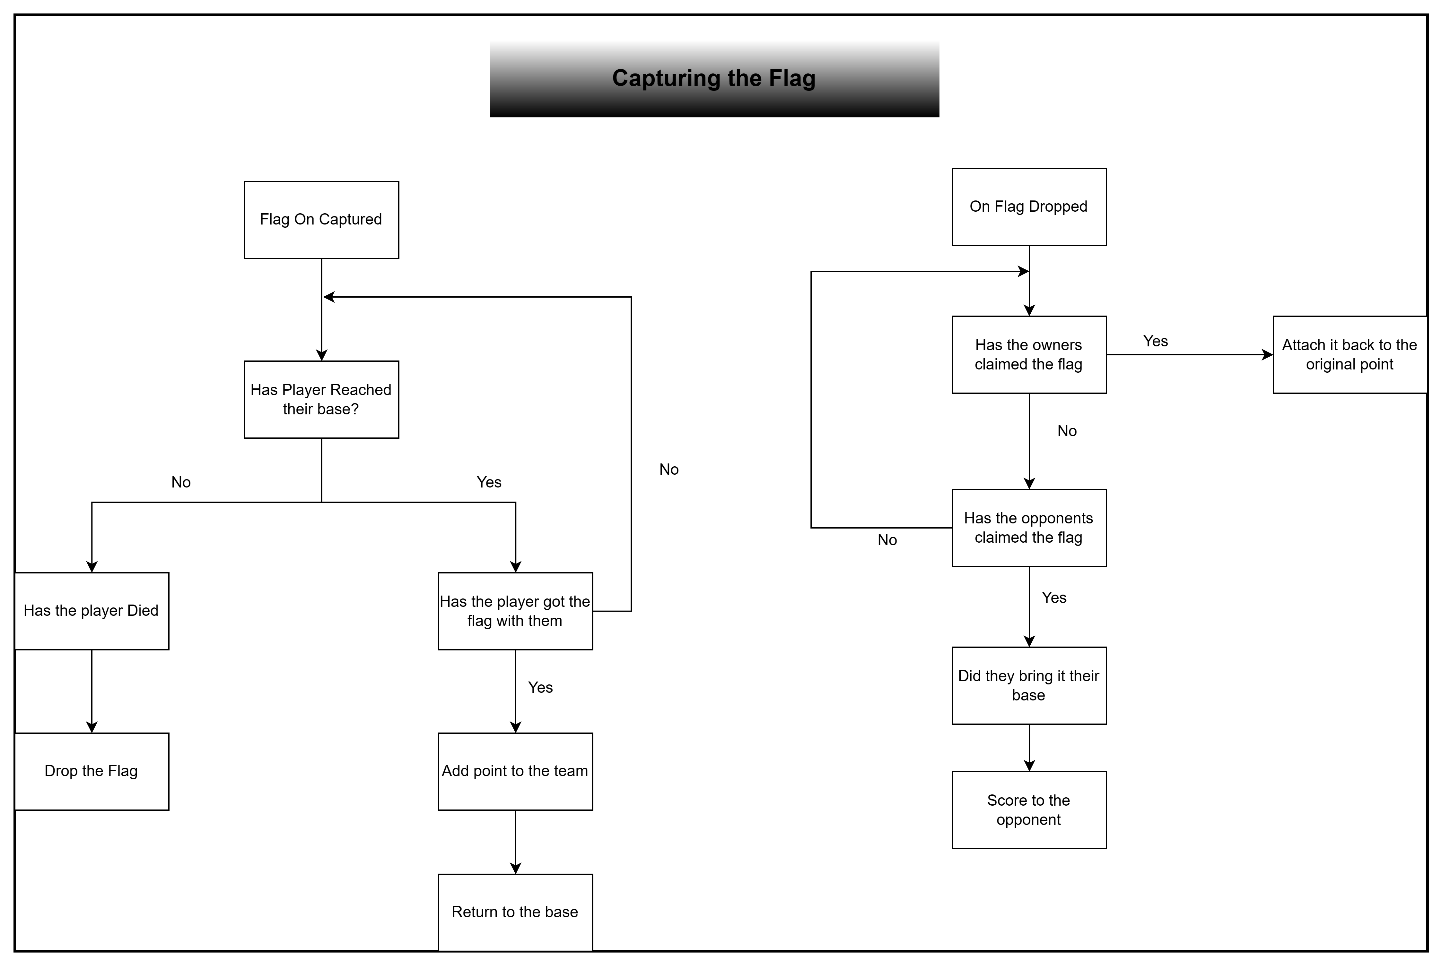 Capturing the Flag
Flag On Captured
Has Player Reached
their base?
No
Yes
No
Has the player Died
Has the player got the
flag with them
Yes
Drop the Flag
Add point to the team
Return to the base
On Flag Dropped
Has the owners
claimed the flag
Yes
Attach it back to the
original point
No
Has the opponents
claimed the flag
No
Yes
Did they bring it their
base
Score to the
opponent